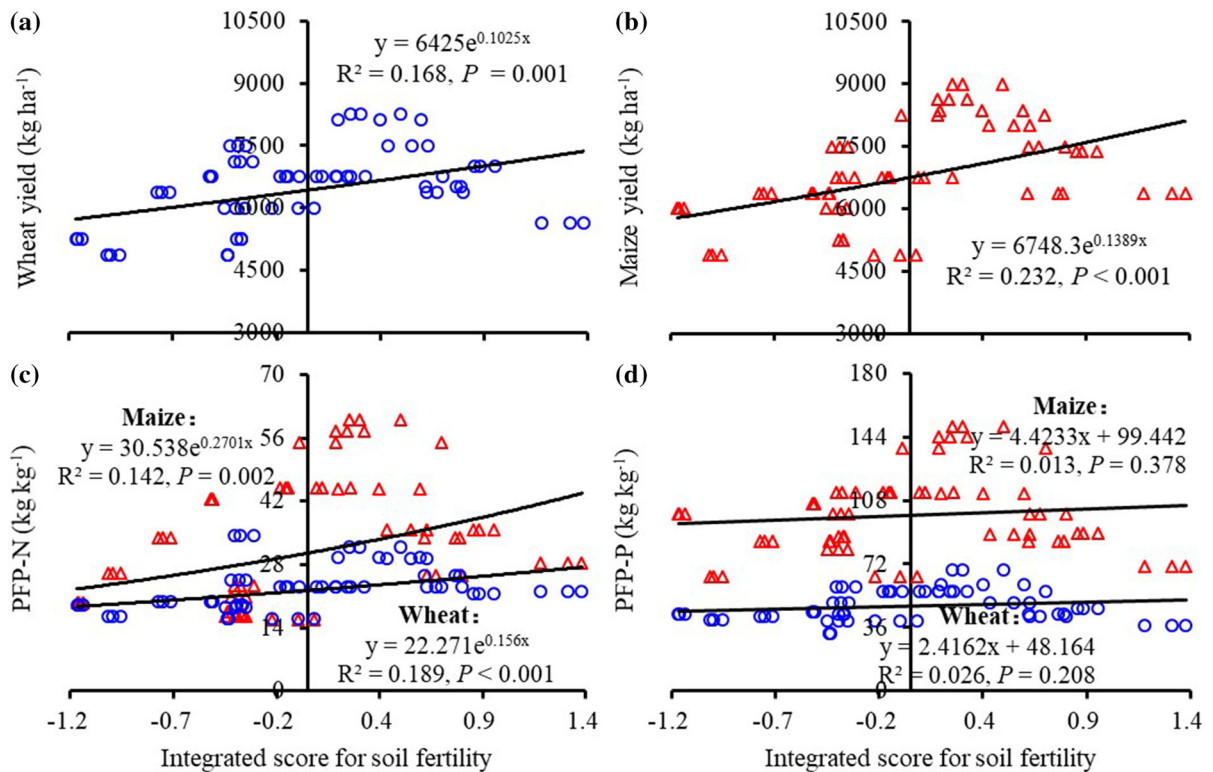 (a)
10500
9000
7500
6000
4500
3000
Wheat yield (kg ha⁻¹)
y = 6425e^0.1025x
R² = 0.168, P = 0.001
(b)
10500
9000
7500
6000
4500
3000
Maize yield (kg ha⁻¹)
y = 6748.3e^0.1389x
R² = 0.232, P < 0.001
(c)
70
56
42
28
14
0
PFP-N (kg kg⁻¹)
Maize：
y = 30.538e^0.2701x
R² = 0.142, P = 0.002
Wheat：
y = 22.271e^0.156x
R² = 0.189, P < 0.001
-1.2 -0.7 -0.2 0.4 0.9 1.4
Integrated score for soil fertility
(d)
180
144
108
72
36
0
PFP-P (kg kg⁻¹)
Maize：
y = 4.4233x + 99.442
R² = 0.013, P = 0.378
Wheat：
y = 2.4162x + 48.164
R² = 0.026, P = 0.208
-1.2 -0.7 -0.2 0.4 0.9 1.4
Integrated score for soil fertility